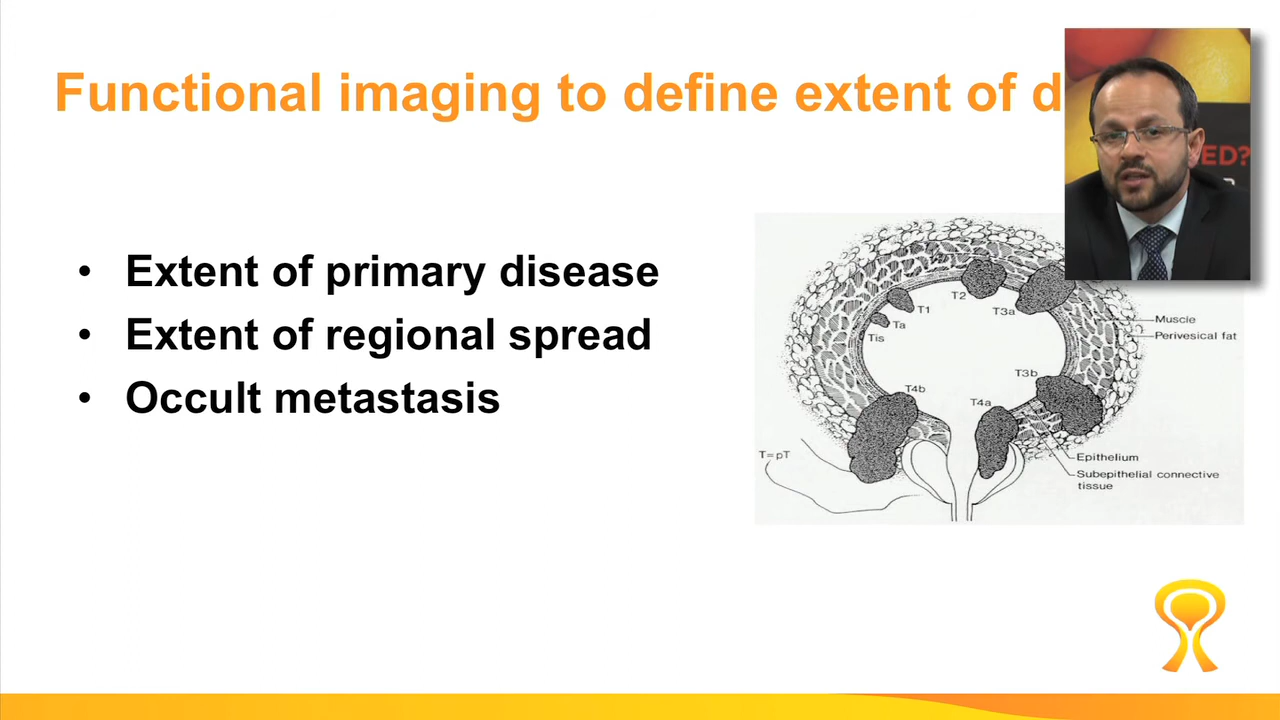 Functional imaging to define extent of d
ED?
• Extent of primary disease
• Extent of regional spread
• Occult metastasis
T2
T1
T3a
Ta
Tis
Muscle
Perivesical fat
T3b
T4b
T4a
T=pT
Epithelium
Subepithelial connective
tissue